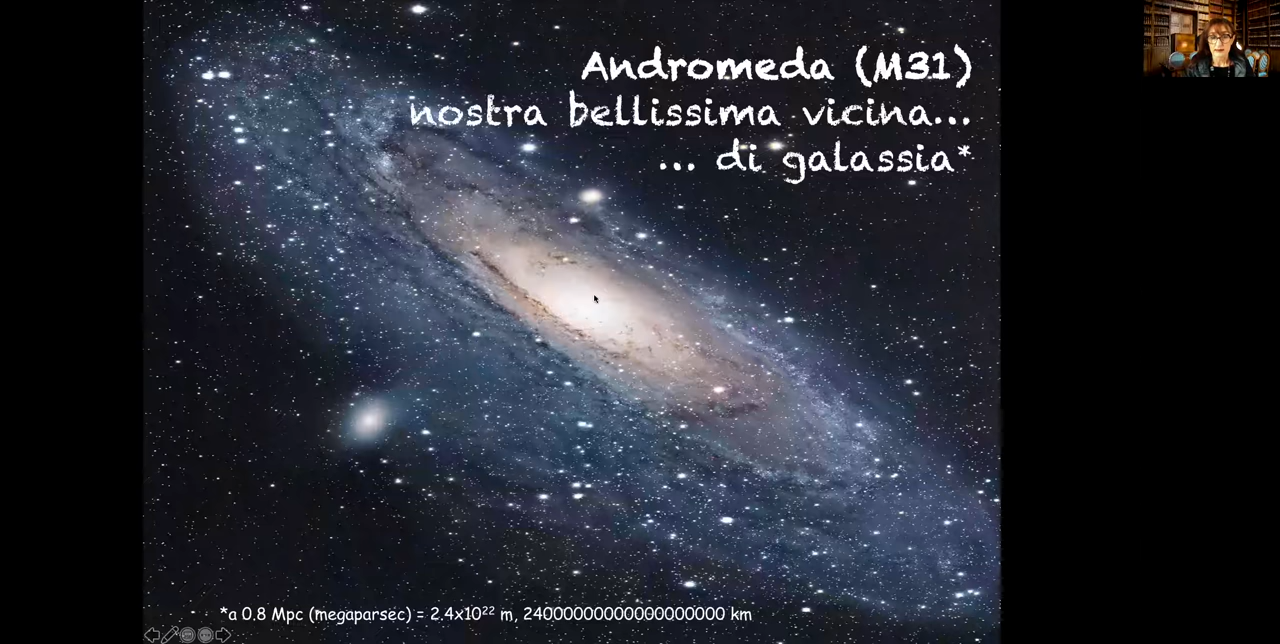 Andromeda (M31)
nostra bellissima vicina...
... di galassia*
*a 0.8 Mpc (megaparsec) = 2.4x10²² m, 24000000000000000000 km